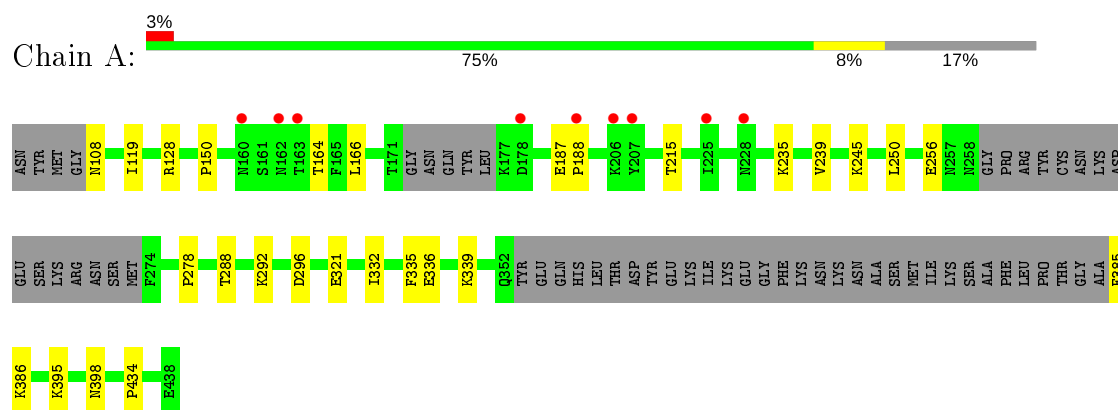 3%
Chain A:
75% 8% 17%
ASN TYR MET GLY N108 I119 R128 P150 N160 S161 N162 T163 T164 F165 L166 T171 GLY ASN GLN TYR LEU K177 D178 E187 P188 K206 Y207 T215 I225 N228 K235 V239 K245 L250 E256 N257 N258 GLY PRO ARG TYR CYS ASN LYS ASP
GLU SER LYS ARG ASN SER MET F274 P278 T288 K292 D296 E321 I332 F335 E336 K339 Q352 TYR GLU GLN HIS LEU THR ASP TYR GLU LYS ILE LYS GLU GLY PHE LYS ASN LYS ASN ALA SER MET ILE LYS SER ALA PHE LEU PRO THR GLY ALA F385
K386 K395 N398 P434 E438